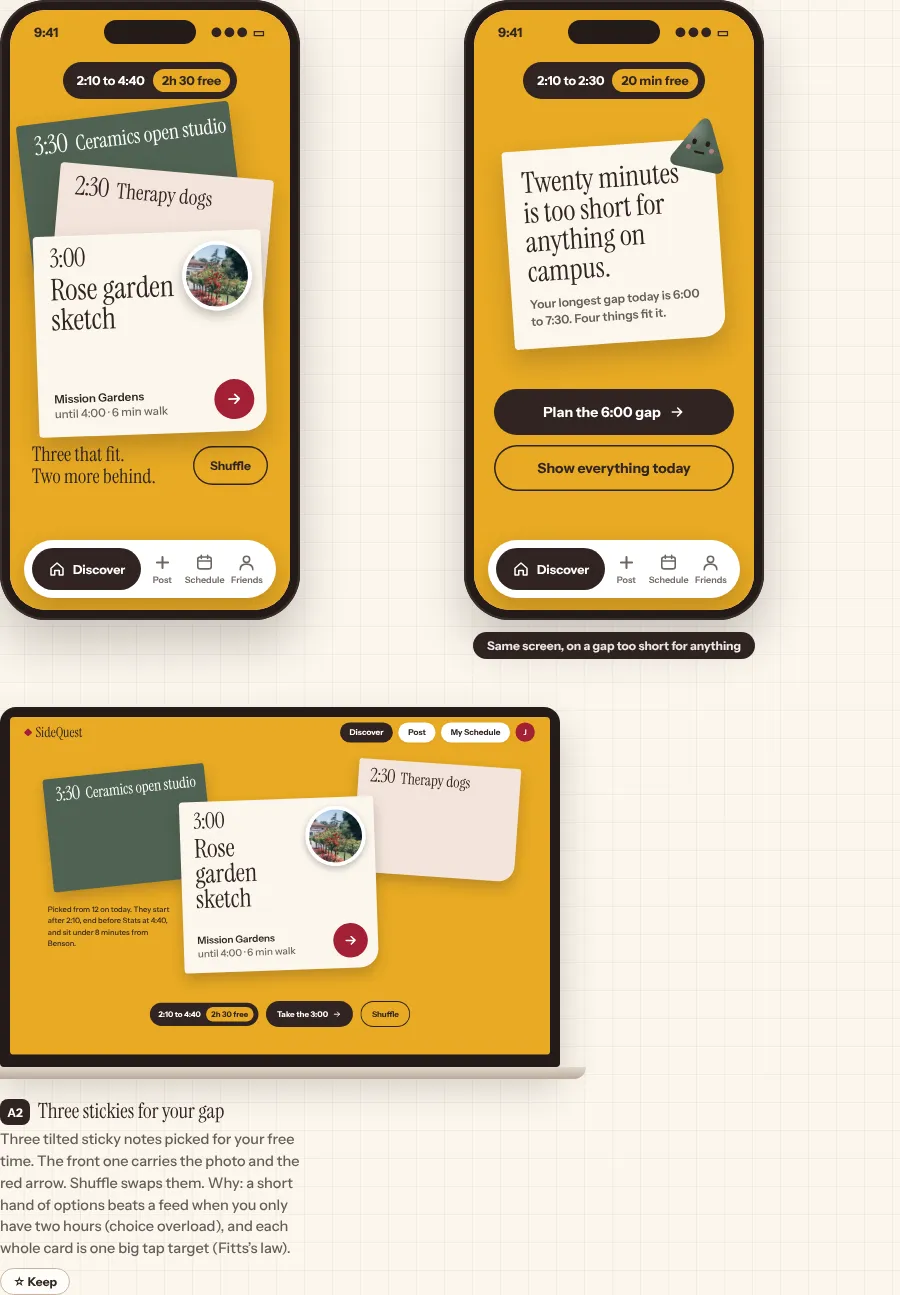 9:41
2:10 to 4:40 2h 30 free
3:30 Ceramics open studio
2:30 Therapy dogs
3:00
Rose garden
sketch
Mission Gardens
until 4:00 · 6 min walk
Three that fit.
Two more behind.
Shuffle
Discover
Post
Schedule
Friends
9:41
2:10 to 2:30 20 min free
Twenty minutes
is too short for
anything on
campus.
Your longest gap today is 6:00
to 7:30. Four things fit it.
Plan the 6:00 gap →
Show everything today
Discover
Post
Schedule
Friends
Same screen, on a gap too short for anything
SideQuest
Discover
Post
My Schedule
J
3:30 Ceramics open studio
2:30 Therapy dogs
3:00
Rose
garden
sketch
Mission Gardens
until 4:00 · 6 min walk
Picked from 12 on today. They start
after 2:10, end before Stats at 4:40,
and sit under 8 minutes from
Benson.
2:10 to 4:40 2h 30 free
Take the 3:00 →
Shuffle
A2 Three stickies for your gap
Three tilted sticky notes picked for your free
time. The front one carries the photo and the
red arrow. Shuffle swaps them. Why: a short
hand of options beats a feed when you only
have two hours (choice overload), and each
whole card is one big tap target (Fitts's law).
☆ Keep